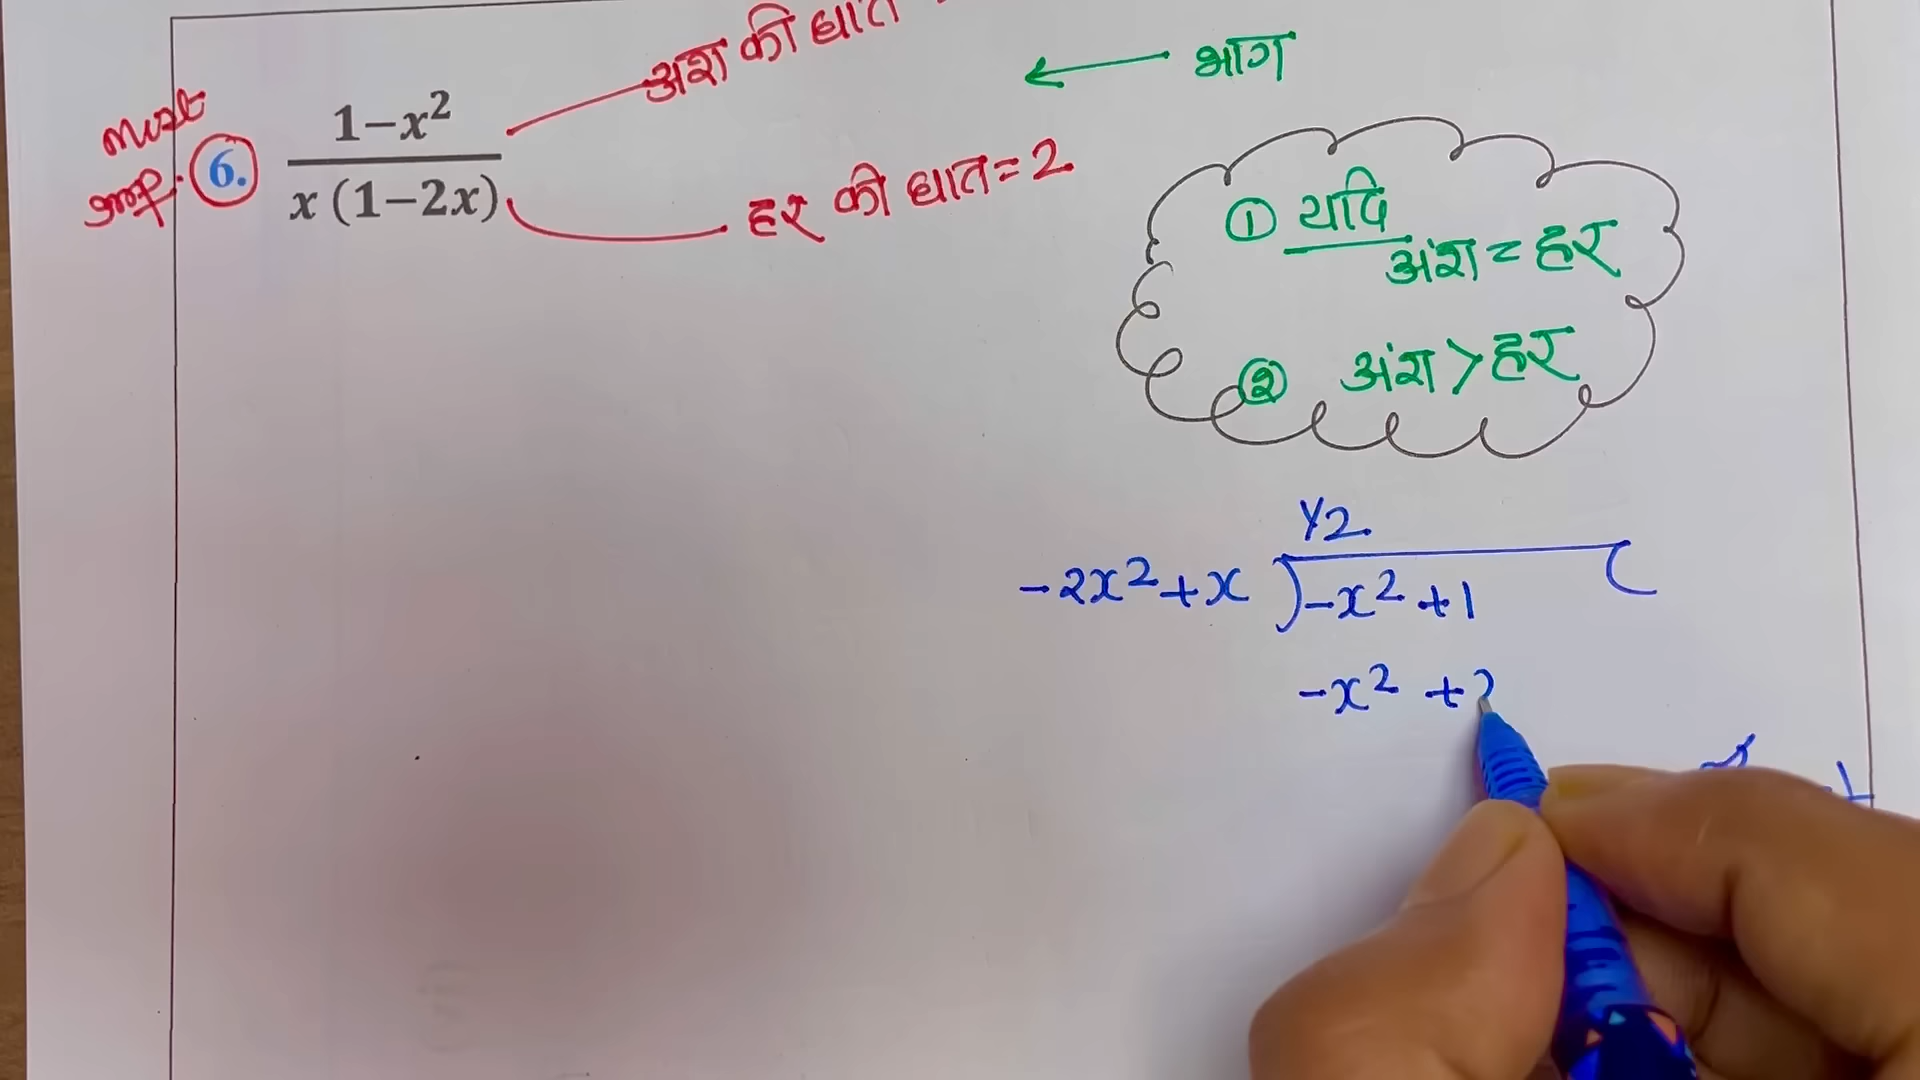 अंश की घात
← भाग
Most
Imp. 6. 1-x² / x (1-2x)
हर की घात = 2
① यदि
अंश = हर
② अंश > हर
1/2
-2x²+x ) -x² +1 (
-x² +